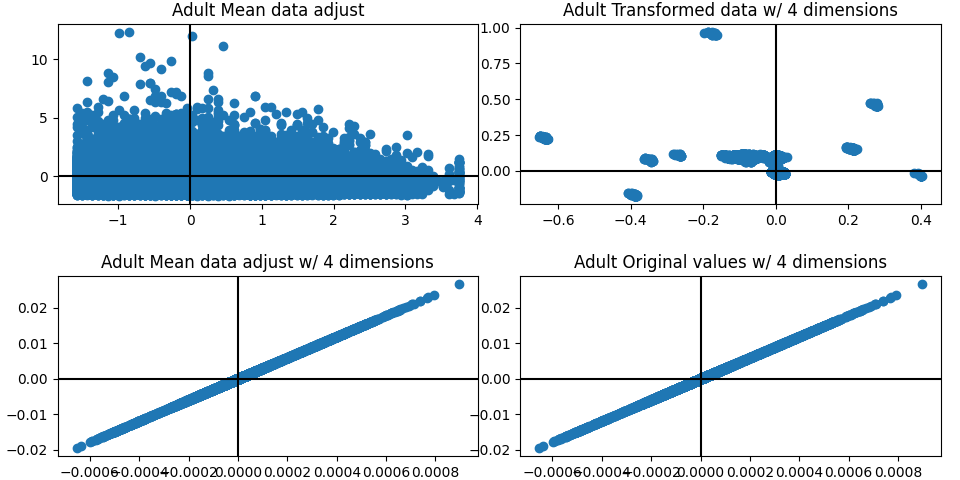 Adult Mean data adjust
10
5
0
−1 0 1 2 3 4
Adult Transformed data w/ 4 dimensions
1.00
0.75
0.50
0.25
0.00
−0.6 −0.4 −0.2 0.0 0.2 0.4
Adult Mean data adjust w/ 4 dimensions
0.02
0.01
0.00
−0.01
−0.02
−0.0006 −0.0004 −0.0002 0.0000 0.0002 0.0004 0.0006 0.0008
Adult Original values w/ 4 dimensions
0.02
0.01
0.00
−0.01
−0.02
−0.0006 −0.0004 −0.0002 0.0000 0.0002 0.0004 0.0006 0.0008